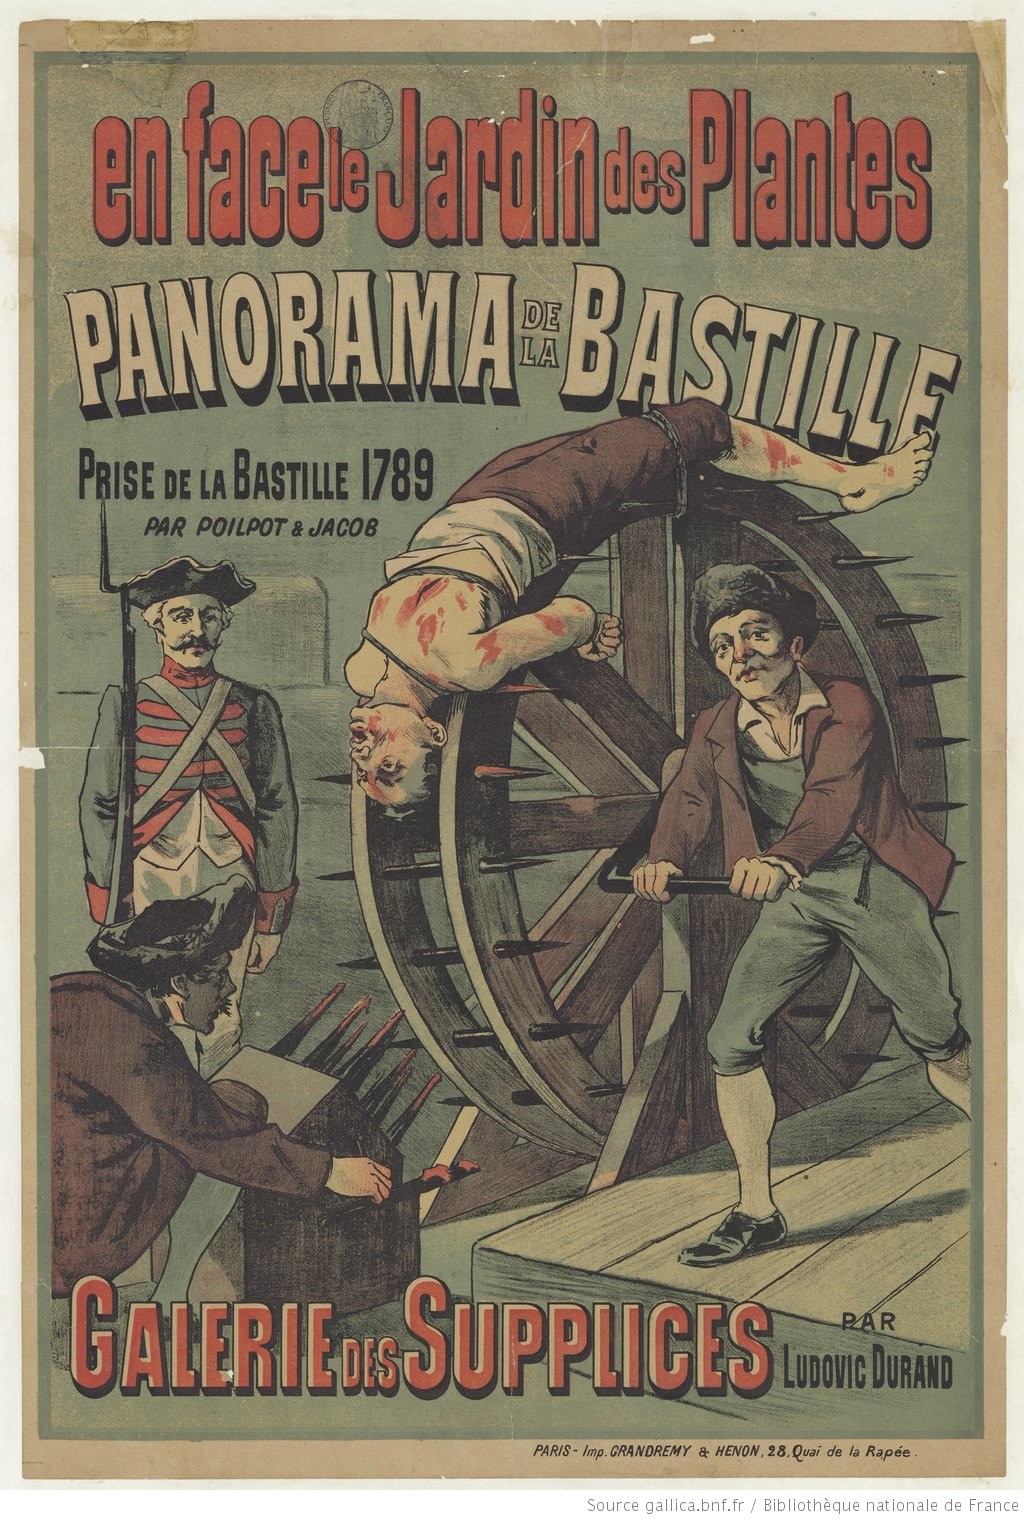 en face le Jardin des Plantes
PANORAMA DE LA BASTILLE
PRISE DE LA BASTILLE 1789
PAR POILPOT & JACOB
GALERIE DES SUPPLICES
PAR
LUDOVIC DURAND
PARIS - Imp. GRANDREMY & HENON, 28, Quai de la Rapée.
Source gallica.bnf.fr / Bibliothèque nationale de France